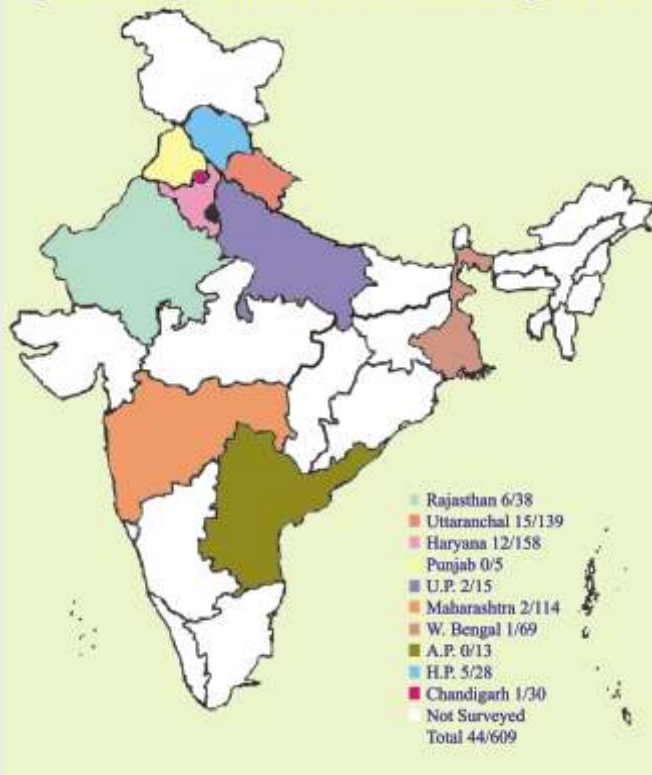 Rajasthan 6/38
Uttaranchal 15/139
Haryana 12/158
Punjab 0/5
U.P. 2/15
Maharashtra 2/114
W. Bengal 1/69
A.P. 0/13
H.P. 5/28
Chandigarh 1/30
Not Surveyed
Total 44/609